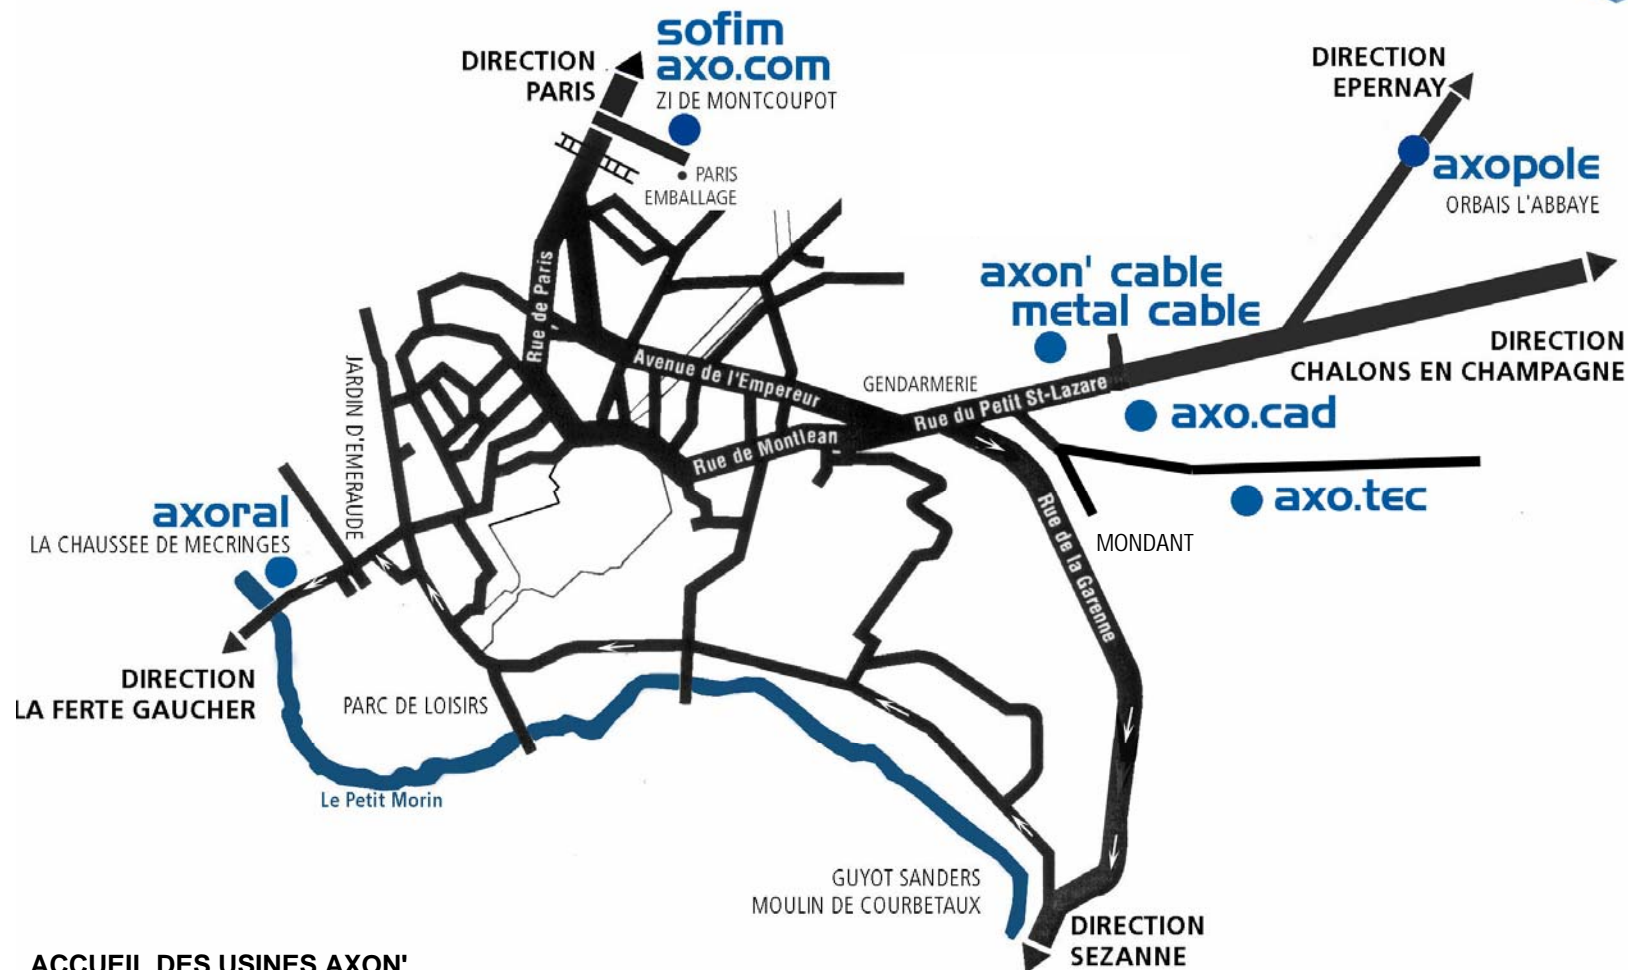 sofim
axo.com
ZI DE MONTCOUPOT
DIRECTION
PARIS
DIRECTION
EPERNAY
axopole
ORBAIS L'ABBAYE
• PARIS
EMBALLAGE
Rue de Paris
axon' cable
metal cable
DIRECTION
CHALONS EN CHAMPAGNE
Avenue de l'Empereur
GENDARMERIE
Rue du Petit St-Lazare
axo.cad
Rue de Montlean
JARDIN D'EMERAUDE
axo.tec
axoral
LA CHAUSSEE DE MECRINGES
MONDANT
Rue de la Garenne
DIRECTION
LA FERTE GAUCHER
PARC DE LOISIRS
Le Petit Morin
GUYOT SANDERS
MOULIN DE COURBETAUX
DIRECTION
SEZANNE
ACCUEIL DES USINES AXON'